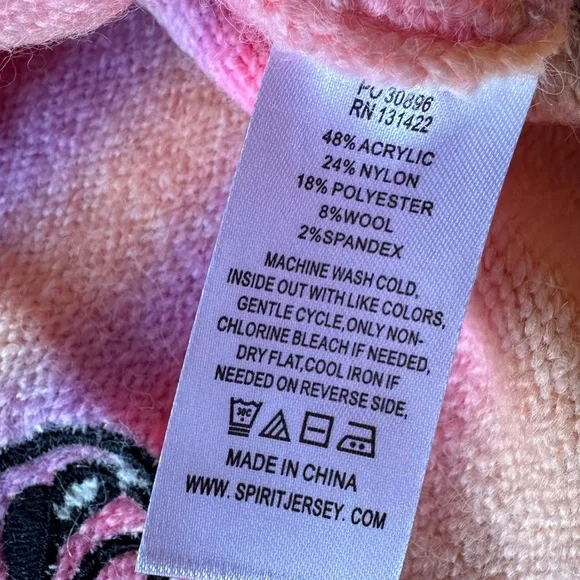 PO 30896
RN 131422
48% ACRYLIC
24% NYLON
18% POLYESTER
8%WOOL
2%SPANDEX
MACHINE WASH COLD,
INSIDE OUT WITH LIKE COLORS,
GENTLE CYCLE,ONLY NON-
CHLORINE BLEACH IF NEEDED,
DRY FLAT,COOL IRON IF
NEEDED ON REVERSE SIDE,
30C
MADE IN CHINA
WWW. SPIRITJERSEY. COM